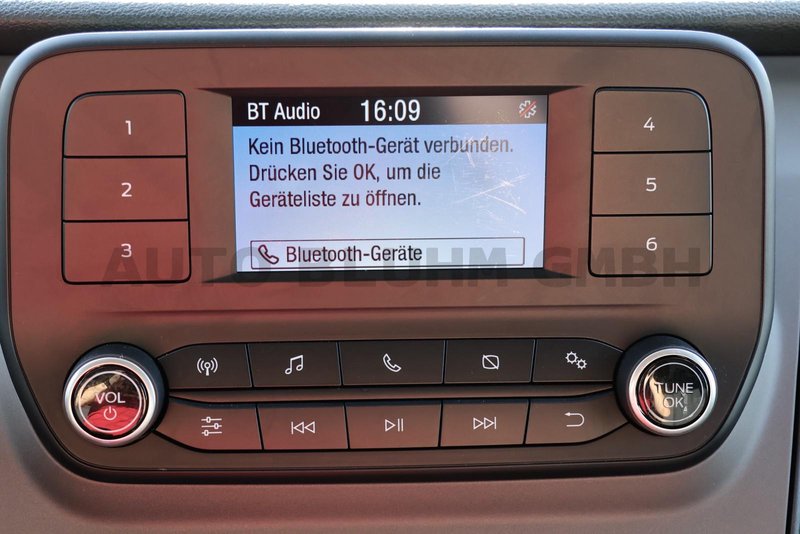 BT Audio 16:09
Kein Bluetooth-Gerät verbunden.
Drücken Sie OK, um die
Geräteliste zu öffnen.
Bluetooth-Geräte
1
2
3
4
5
6
AUTO BLUHM GMBH
VOL
TUNE
OK